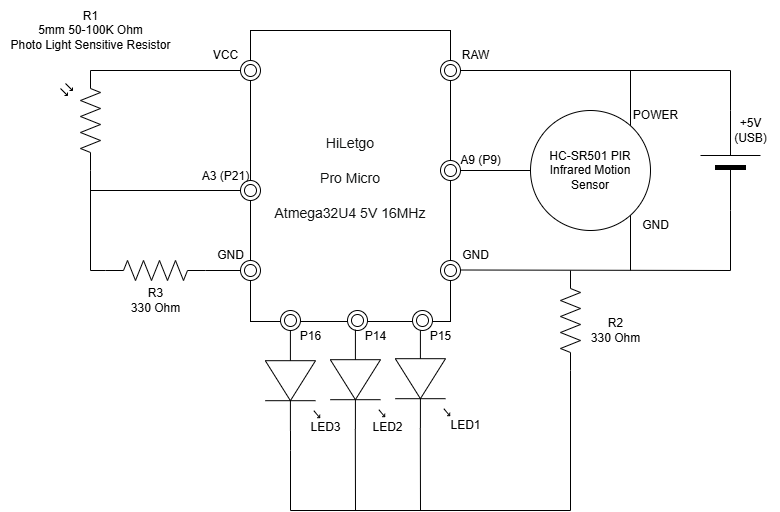 R1
5mm 50-100K Ohm
Photo Light Sensitive Resistor
VCC
RAW
POWER
+5V
(USB)
HiLetgo
Pro Micro
Atmega32U4 5V 16MHz
A9 (P9)
HC-SR501 PIR
Infrared Motion
Sensor
A3 (P21)
GND
GND
GND
R3
330 Ohm
R2
330 Ohm
P16
P14
P15
LED3
LED2
LED1